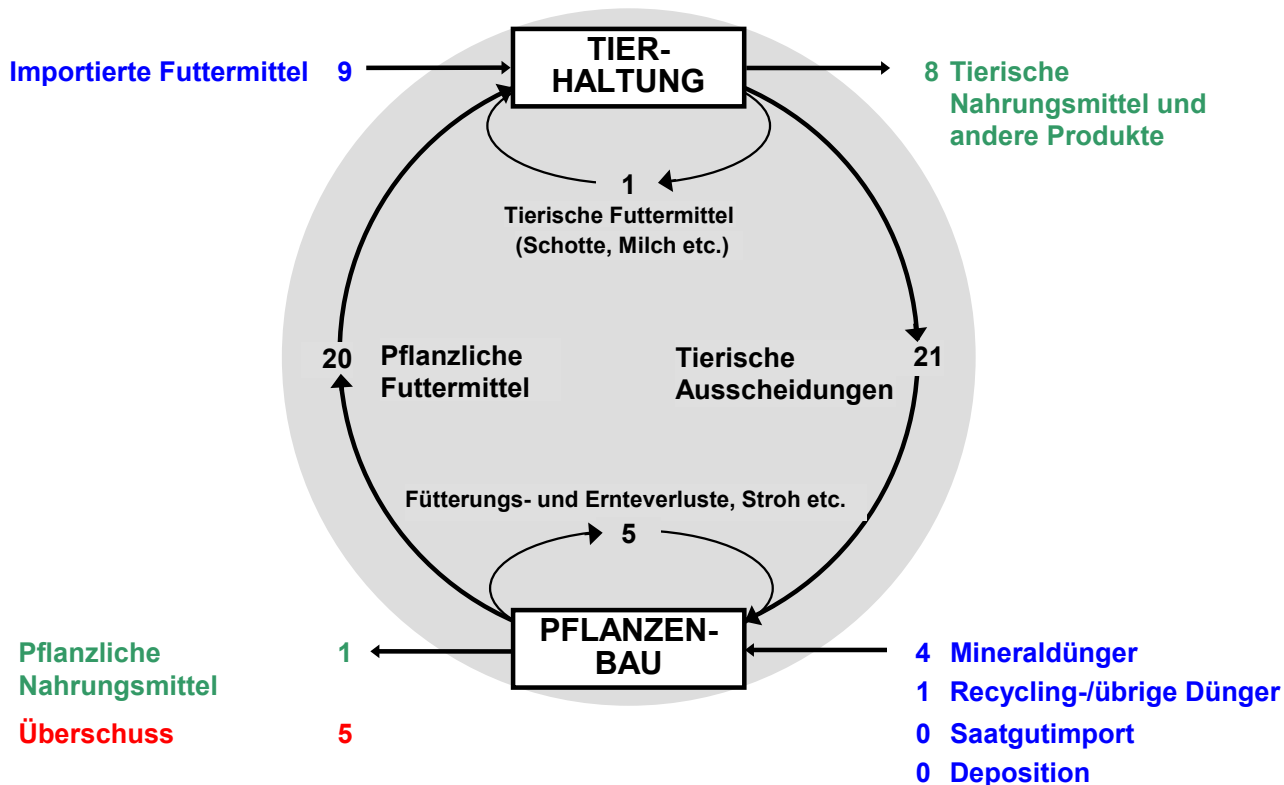 TIER-
HALTUNG
Importierte Futtermittel 9
8 Tierische
Nahrungsmittel und
andere Produkte
1
Tierische Futtermittel
(Schotte, Milch etc.)
20 Pflanzliche
Futtermittel
Tierische 21
Ausscheidungen
Fütterungs- und Ernteverluste, Stroh etc.
5
PFLANZEN-
BAU
Pflanzliche 1
Nahrungsmittel
Überschuss 5
4 Mineraldünger
1 Recycling-/übrige Dünger
0 Saatgutimport
0 Deposition